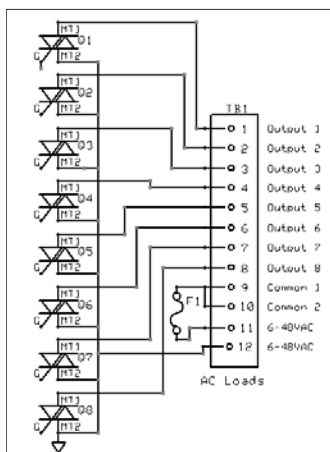 MT1
Q1
G
MT2
MT1
Q2
G
MT2
MT1
Q3
G
MT2
MT1
Q4
G
MT2
MT1
Q5
G
MT2
MT1
Q6
G
MT2
MT1
Q7
G
MT2
MT1
Q8
G
MT2
TB1
1 Output 1
2 Output 2
3 Output 3
4 Output 4
5 Output 5
6 Output 6
7 Output 7
8 Output 8
9 Common 1
10 Common 2
11 6-48VAC
12 6-48VAC
F1
AC Loads